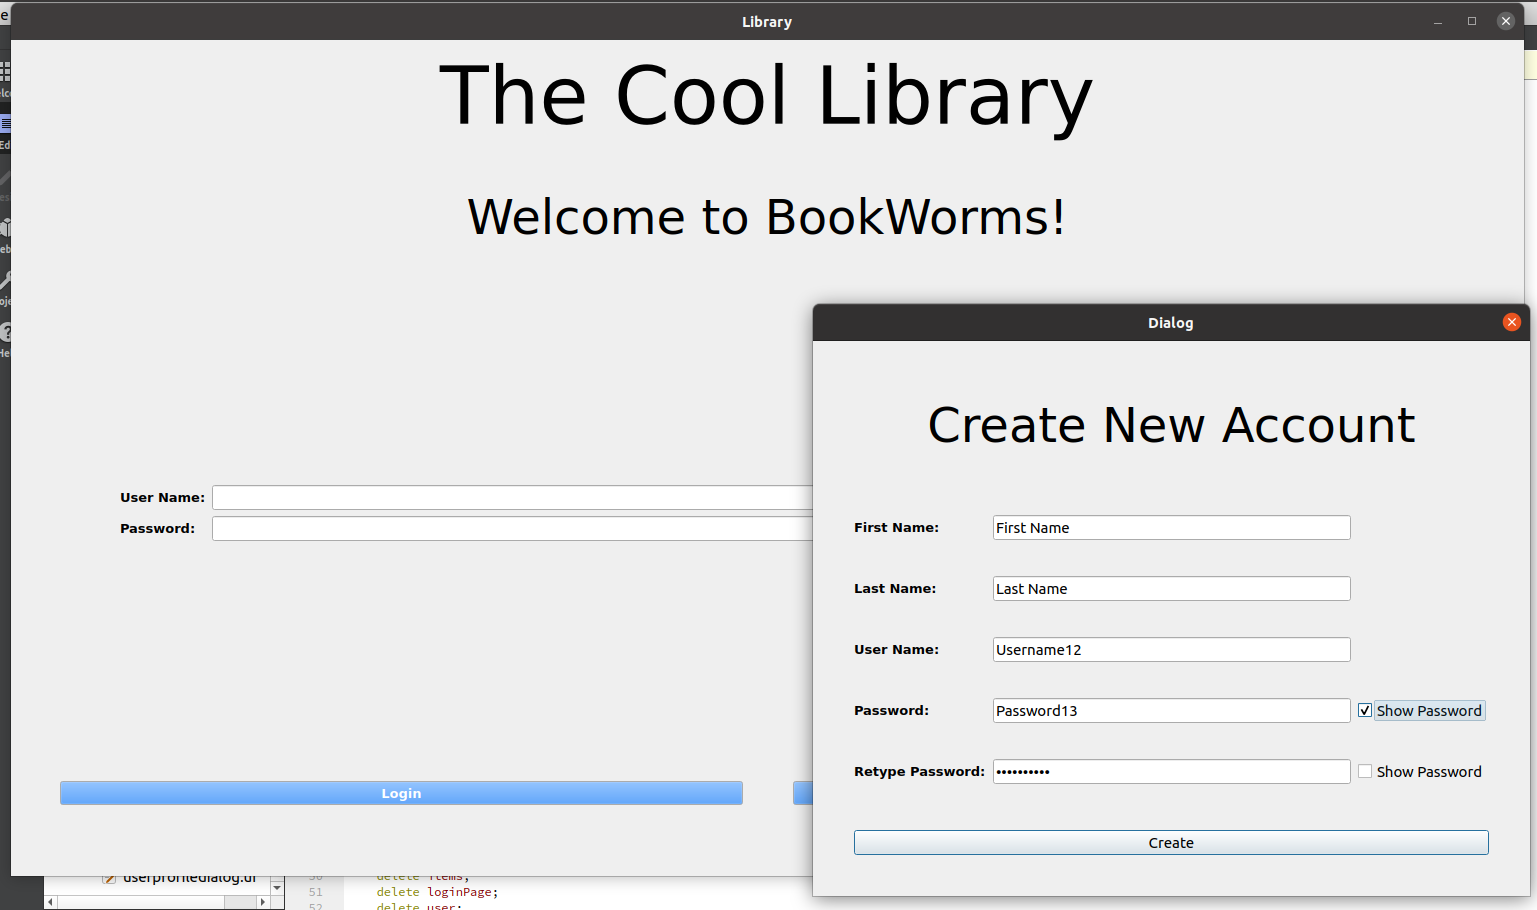 Library
The Cool Library
Welcome to BookWorms!
Dialog
Create New Account
User Name:
Password:
First Name: First Name
Last Name: Last Name
User Name: Username12
Password: Password13 Show Password
Retype Password: •••••••••• Show Password
Login
Create
51 delete loginPage;
52 delete user;